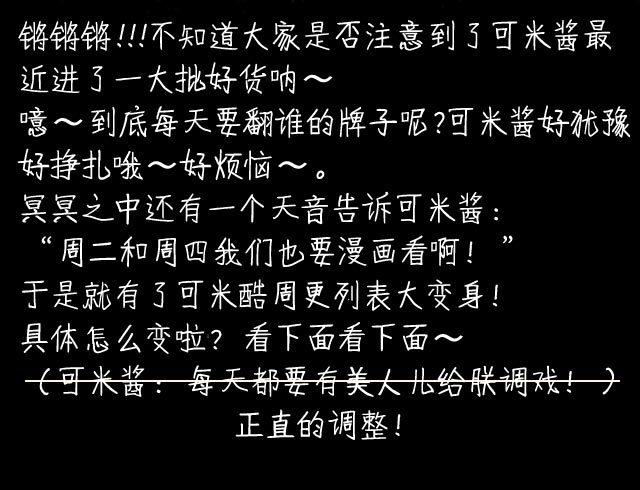 锵锵锵!!!不知道大家是否注意到了可米酱最
近进了一大批好货呐～
噫～到底每天要翻谁的牌子呢?可米酱好犹豫
好挣扎哦～好烦恼～。
冥冥之中还有一个天音告诉可米酱：
“周二和周四我们也要漫画看啊！”
于是就有了可米酷周更列表大变身！
具体怎么变啦？看下面看下面～
（可米酱：每天都要有美人儿给朕调戏！）
正直的调整！